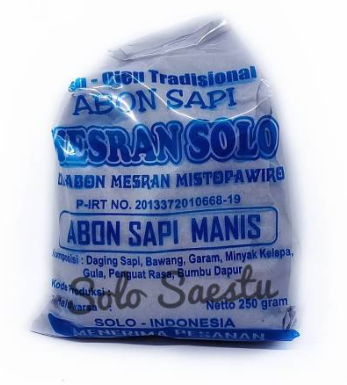 - Cieu Tradisional
ABON SAPI
MESRAN SOLO
ABON MESRAN MISTOPAWIRO
P-IRT NO. 2013372010668-19
ABON SAPI MANIS
Komposisi : Daging Sapi, Bawang, Garam, Minyak Kelapa,
Gula, Penguat Rasa, Bumbu Dapur
Kode Produksi :
Netto 250 gram
Solo Saestu
SOLO - INDONESIA
MENERIMA PESANAN